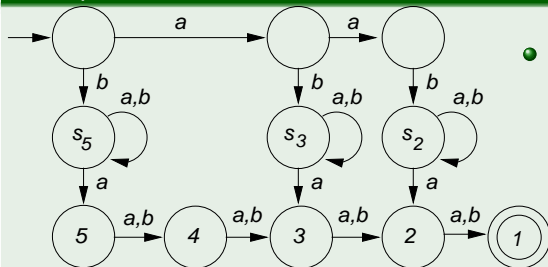 a a
b b b
a,b a,b a,b
s5 s3 s2
a a a
a,b a,b a,b a,b
5 4 3 2 1